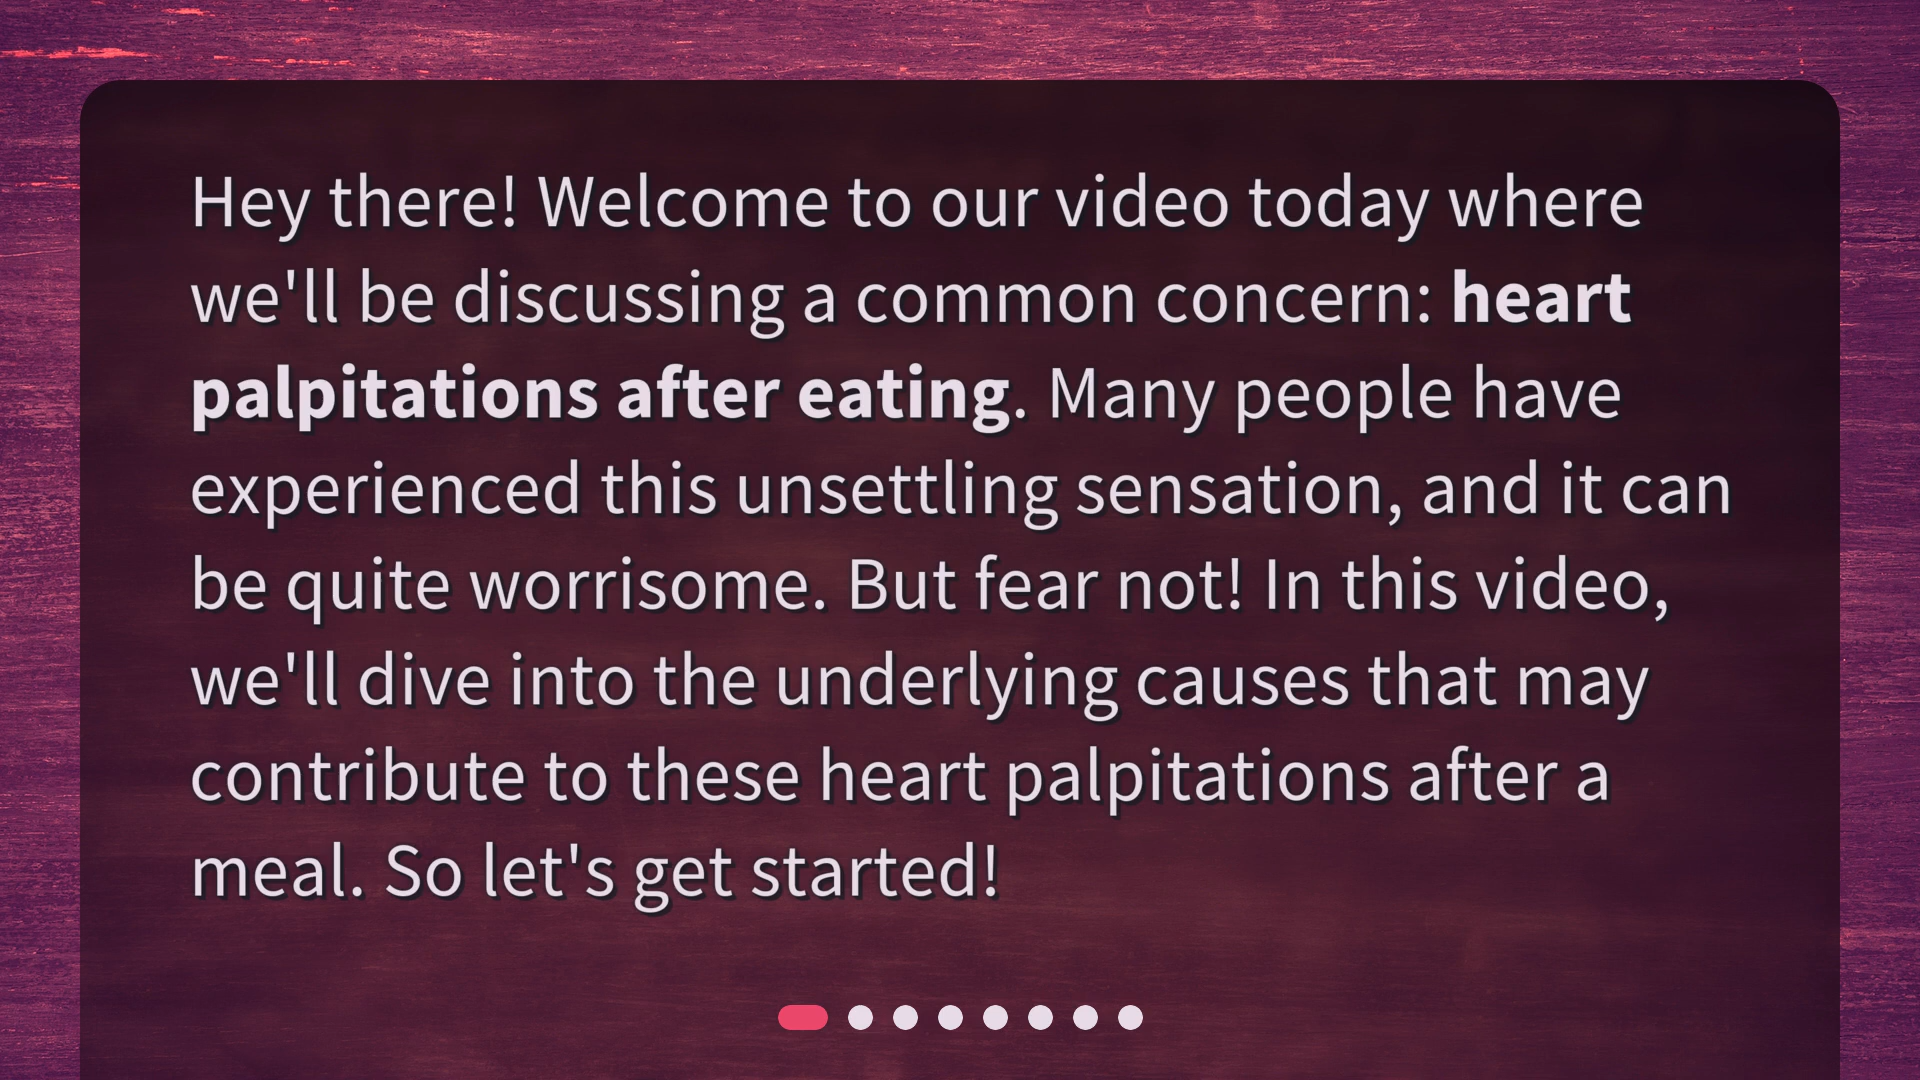 Hey there! Welcome to our video today where
we'll be discussing a common concern: heart
palpitations after eating. Many people have
experienced this unsettling sensation, and it can
be quite worrisome. But fear not! In this video,
we'll dive into the underlying causes that may
contribute to these heart palpitations after a
meal. So let's get started!